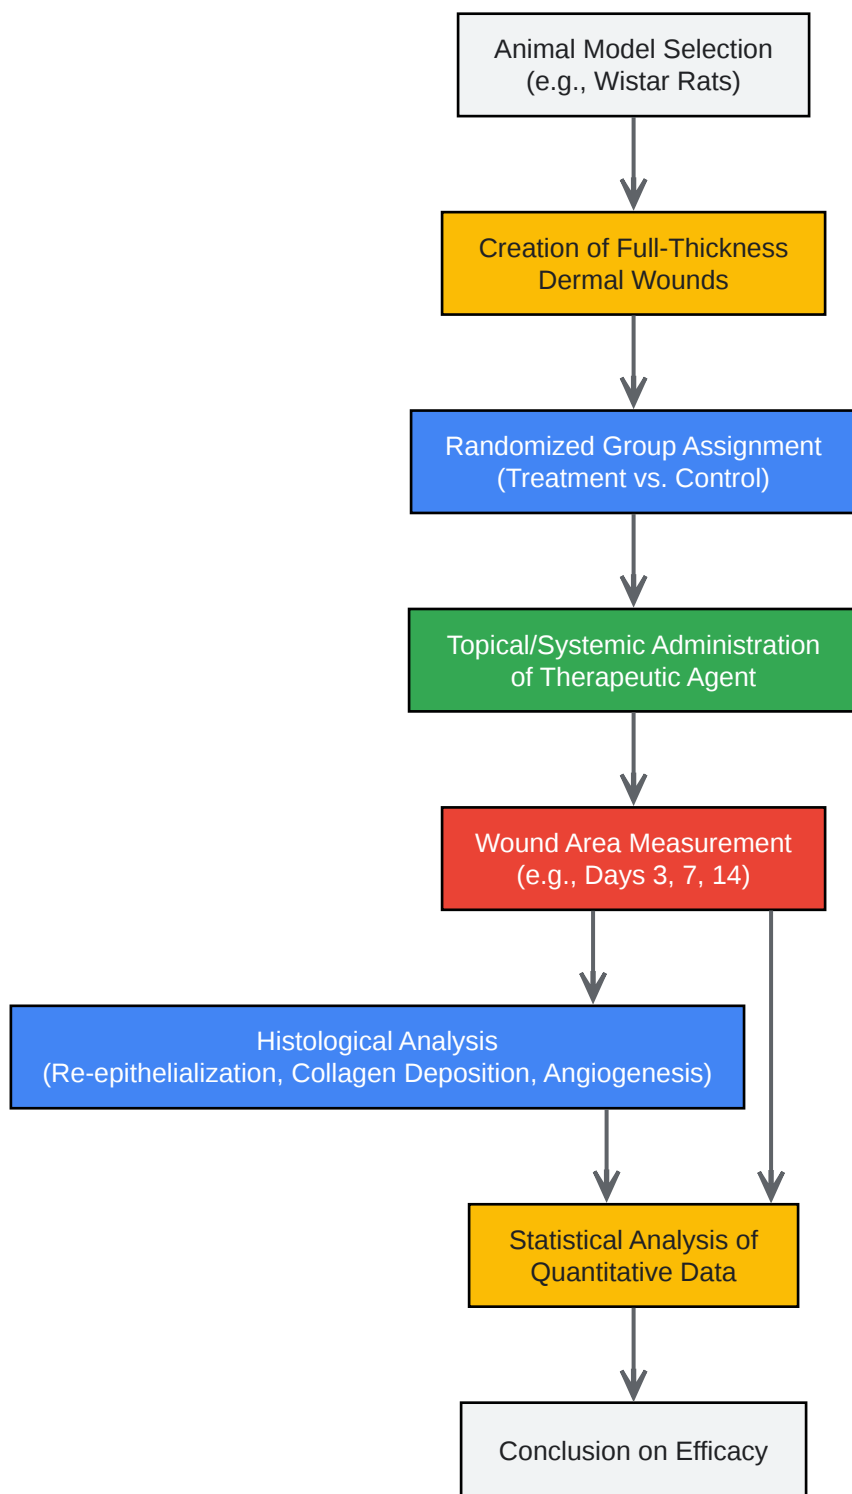 Animal Model Selection
(e.g., Wistar Rats)
Creation of Full-Thickness
Dermal Wounds
Randomized Group Assignment
(Treatment vs. Control)
Topical/Systemic Administration
of Therapeutic Agent
Wound Area Measurement
(e.g., Days 3, 7, 14)
Histological Analysis
(Re-epithelialization, Collagen Deposition, Angiogenesis)
Statistical Analysis of
Quantitative Data
Conclusion on Efficacy